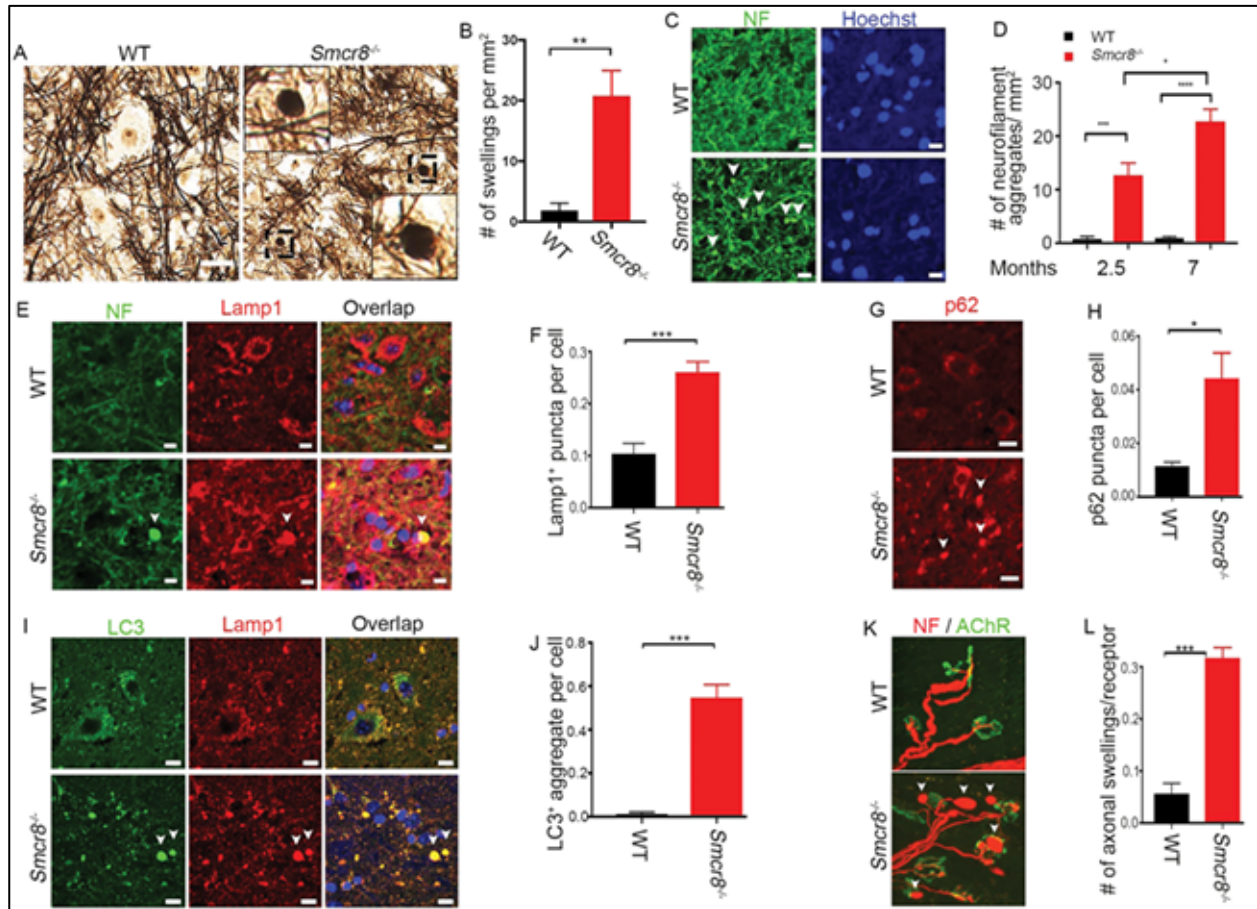 A
WT
Smcr8-/-
B
# of swellings per mm2
30
20
10
0
**
WT
Smcr8-/-
C
NF
Hoechst
WT
Smcr8-/-
D
WT
Smcr8-/-
# of neurofilament
aggregates/ mm2
30
20
10
0
***
*
****
Months
2.5
7
E
NF
Lamp1
Overlap
WT
Smcr8-/-
F
Lamp1+ puncta per cell
0.3
0.2
0.1
0.0
***
WT
Smcr8-/-
G
p62
WT
Smcr8-/-
H
p62 puncta per cell
0.06
0.04
0.02
0.00
*
WT
Smcr8-/-
I
LC3
Lamp1
Overlap
WT
Smcr8-/-
J
LC3+ aggregate per cell
0.8
0.6
0.4
0.2
0.0
***
WT
Smcr8-/-
K
NF / AChR
WT
Smcr8-/-
L
# of axonal swellings/receptor
0.3
0.2
0.1
0.0
***
WT
Smcr8-/-